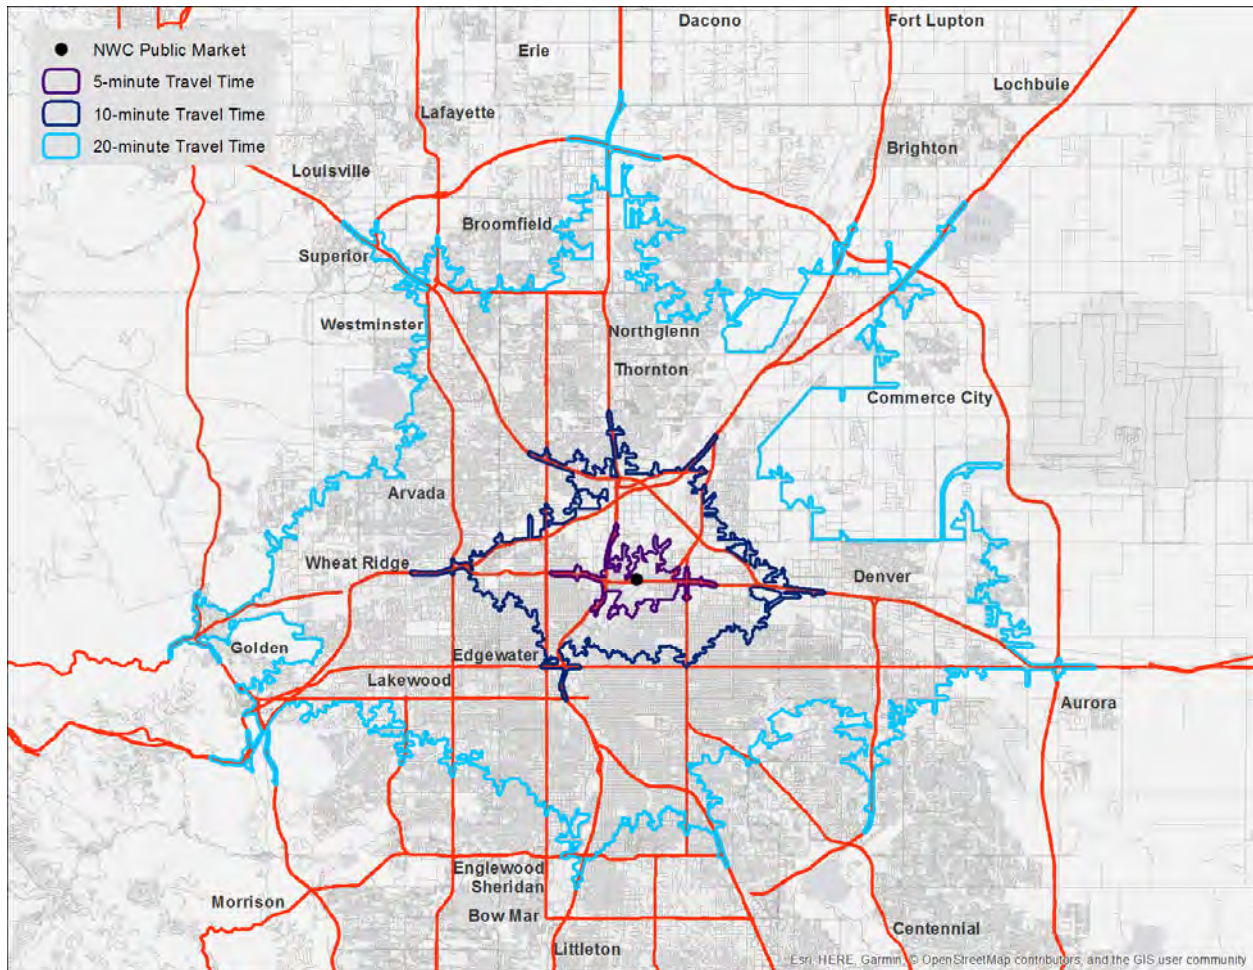 Dacono
Fort Lupton
NWC Public Market
Erie
5-minute Travel Time
Lochbuie
10-minute Travel Time
Lafayette
20-minute Travel Time
Brighton
Louisville
Broomfield
Superior
Westminster
Northglenn
Thornton
Commerce City
Arvada
Wheat Ridge
Denver
Golden
Edgewater
Lakewood
Aurora
Englewood
Sheridan
Morrison
Bow Mar
Centennial
Littleton
Esri, HERE, Garmin, © OpenStreetMap contributors, and the GIS user community